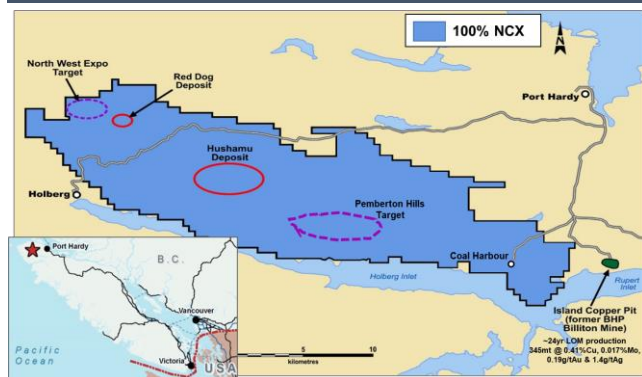 100% NCX
North West Expo
Target
Red Dog
Deposit
Port Hardy
Hushamu
Deposit
Holberg
Pemberton Hills
Target
Coal Harbour
Holberg Inlet
Rupert
Inlet
Island Copper Pit
(former BHP
Billiton Mine)
~24yr LOM production
345mt @ 0.41%Cu, 0.017%Mo,
0.19g/tAu & 1.4g/tAg
Port Hardy
B.C.
Vancouver
Victoria
Pacific
Ocean
USA
0
5
10
kilometres